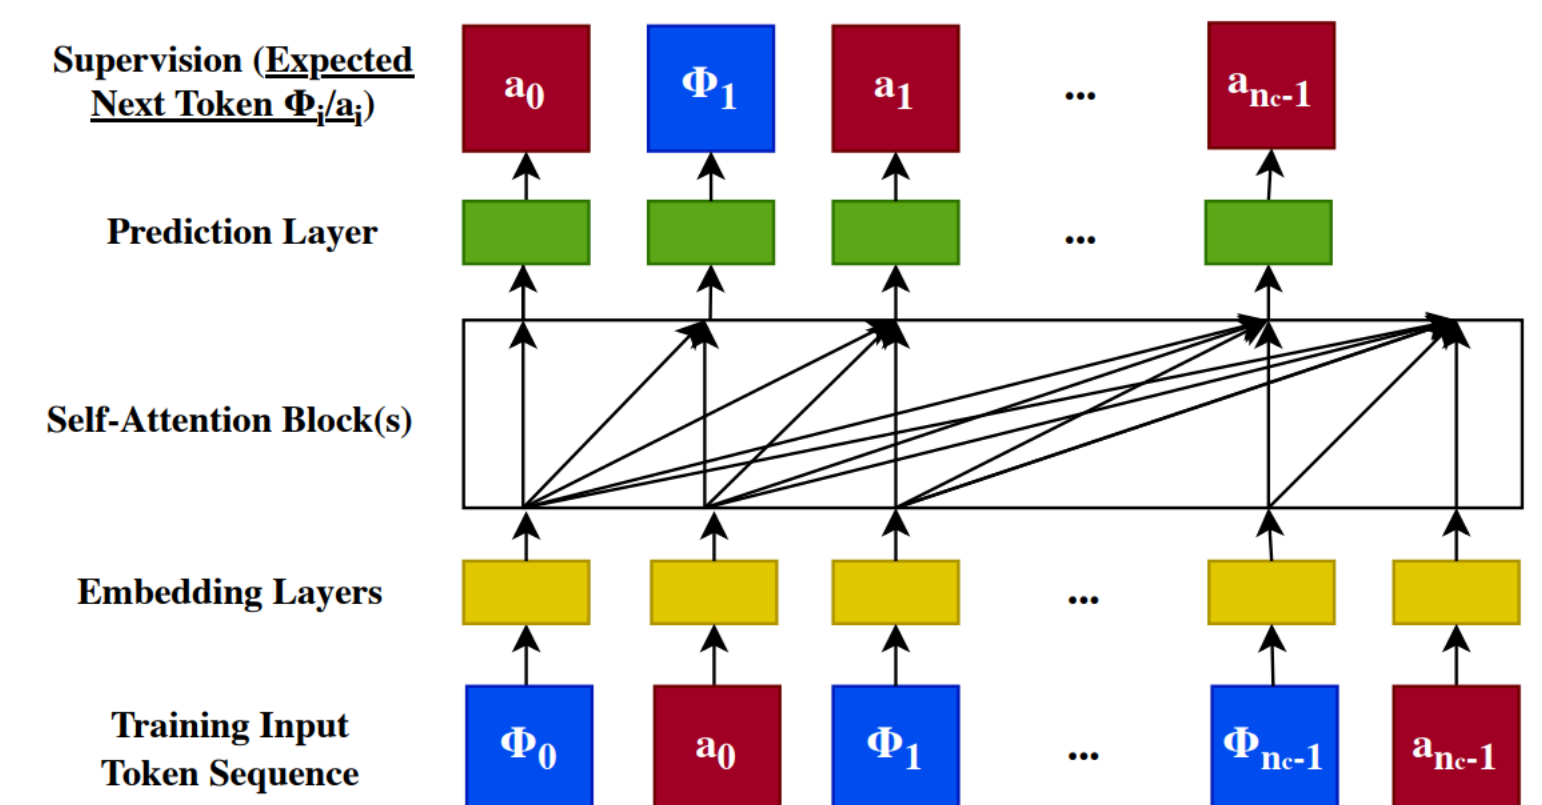 Supervision (Expected
Next Token Φi/ai)
a0
Φ1
a1
...
anc-1
Prediction Layer
...
Self-Attention Block(s)
Embedding Layers
...
Training Input
Token Sequence
Φ0
a0
Φ1
...
Φnc-1
anc-1